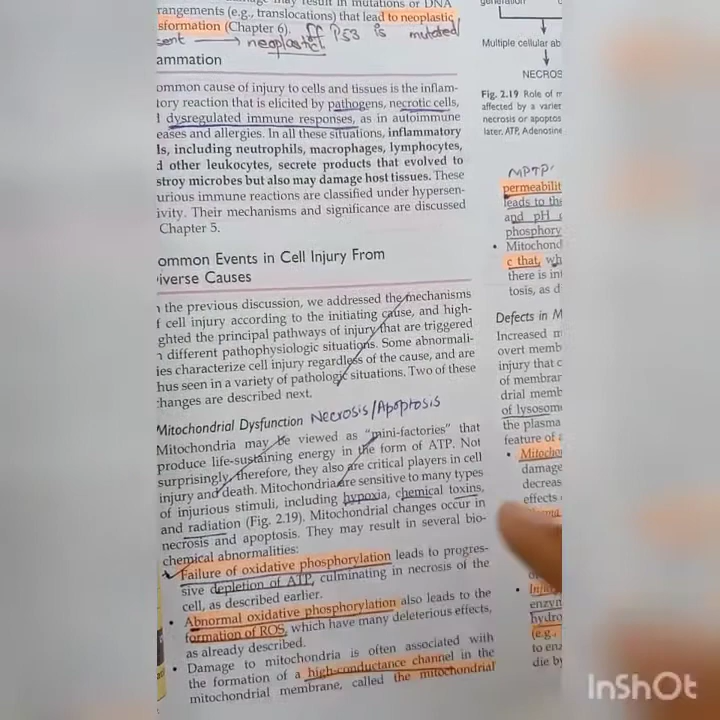 may result in mutations or DNA
rangements (e.g., translocations) that lead to neoplastic
sformation (Chapter 6). If P53 is mutated/
neoplastic
ammation
ommon cause of injury to cells and tissues is the inflam-
tory reaction that is elicited by pathogens, necrotic cells,
dysregulated immune responses, as in autoimmune
eases and allergies. In all these situations, inflammatory
ls, including neutrophils, macrophages, lymphocytes,
d other leukocytes, secrete products that evolved to
stroy microbes but also may damage host tissues. These
urious immune reactions are classified under hypersen-
ivity. Their mechanisms and significance are discussed
Chapter 5.
ommon Events in Cell Injury From
iverse Causes
n the previous discussion, we addressed the mechanisms
f cell injury according to the initiating cause, and high-
ghted the principal pathways of injury that are triggered
n different pathophysiologic situations. Some abnormali-
ies characterize cell injury regardless of the cause, and are
hus seen in a variety of pathologic situations. Two of these
changes are described next.
Mitochondrial Dysfunction Necrosis/Apoptosis
Mitochondria may be viewed as "mini-factories" that
produce life-sustaining energy in the form of ATP. Not
surprisingly, therefore, they also are critical players in cell
injury and death. Mitochondria are sensitive to many types
of injurious stimuli, including hypoxia, chemical toxins,
and radiation (Fig. 2.19). Mitochondrial changes occur in
necrosis and apoptosis. They may result in several bio-
chemical abnormalities:
Failure of oxidative phosphorylation leads to progres-
sive depletion of ATP, culminating in necrosis of the
cell, as described earlier.
• Abnormal oxidative phosphorylation also leads to the
formation of ROS, which have many deleterious effects,
as already described.
• Damage to mitochondria is often associated with
the formation of a high-conductance channel in the
mitochondrial membrane, called the mitochondrial
generation
Multiple cellular ab
NECROS
Fig. 2.19 Role of m
affected by a variet
necrosis or apoptos
later. ATP, Adenosine
MPTP
permeabilit
leads to the
and pH
phosphory
• Mitochond
c that, wh
there is int
tosis, as d
Defects in M
Increased m
overt memb
injury that c
of membrar
drial memb
of lysosom
the plasma
feature of a
• Mitochor
damage
decreas
effects
• Inju
enzyn
hydro
(e.g.,
to enz
die by
InShOt